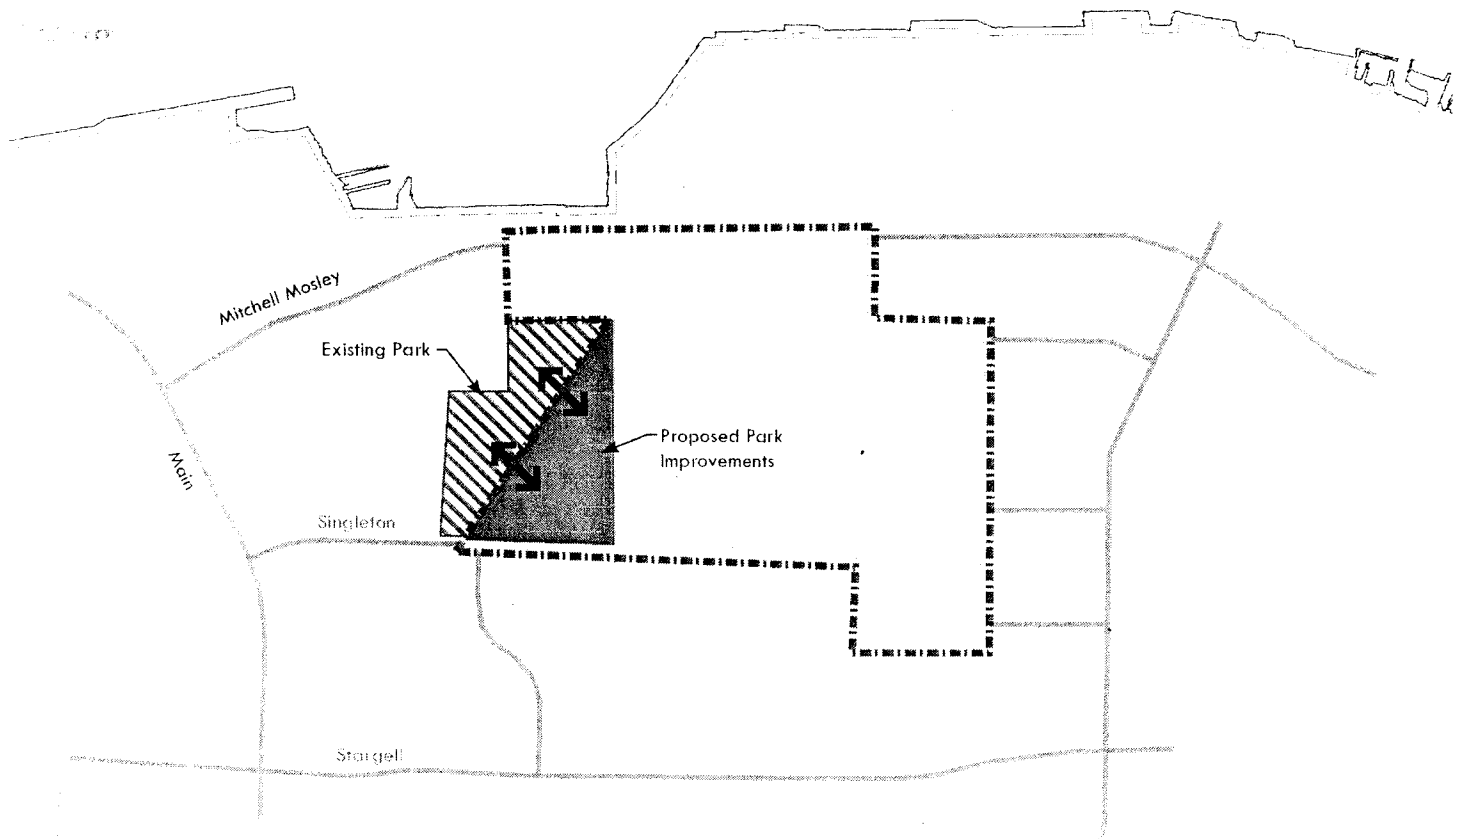 Mitchell Mosley
Existing Park
Proposed Park
Improvements
Main
Singleton
Stargell